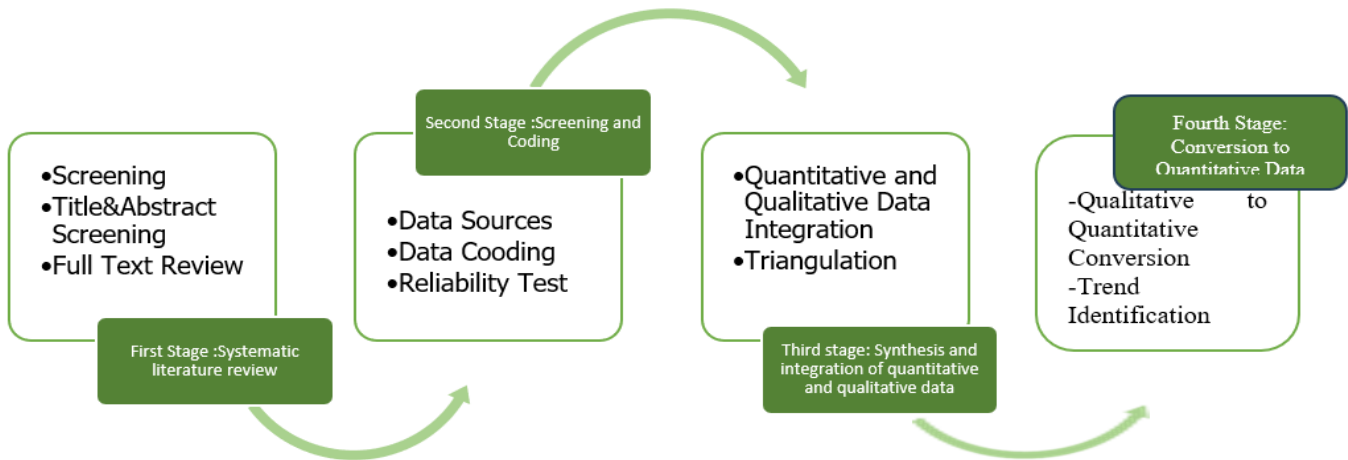 •Screening
•Title&Abstract
Screening
•Full Text Review
First Stage :Systematic
literature review
Second Stage :Screening and
Coding
•Data Sources
•Data Cooding
•Reliability Test
•Quantitative and
Qualitative Data
Integration
•Triangulation
Third stage: Synthesis and
integration of quantitative
and qualitative data
Fourth Stage:
Conversion to
Quantitative Data
-Qualitative to
Quantitative
Conversion
-Trend
Identification